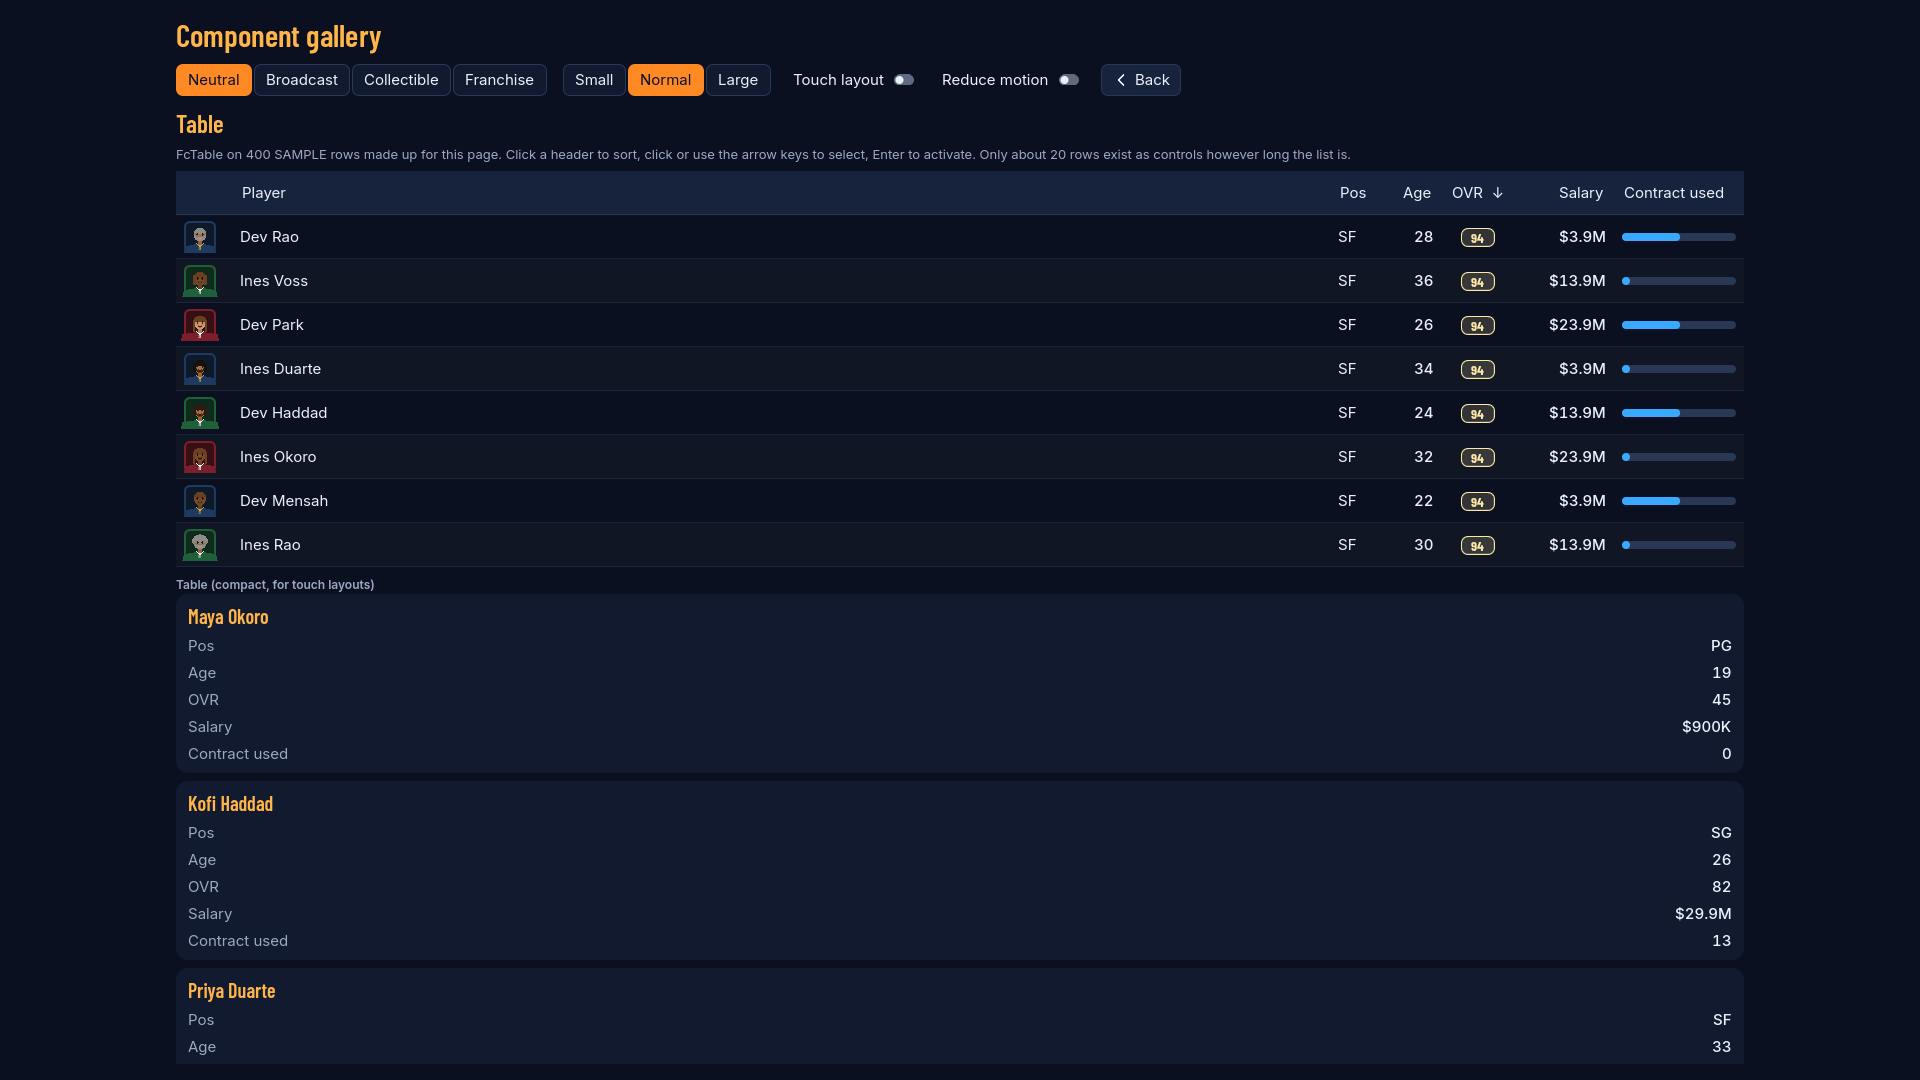 Component gallery
Neutral Broadcast Collectible Franchise Small Normal Large Touch layout Reduce motion Back
Table
FcTable on 400 SAMPLE rows made up for this page. Click a header to sort, click or use the arrow keys to select, Enter to activate. Only about 20 rows exist as controls however long the list is.
Player Pos Age OVR ↓ Salary Contract used
Dev Rao SF 28 94 $3.9M
Ines Voss SF 36 94 $13.9M
Dev Park SF 26 94 $23.9M
Ines Duarte SF 34 94 $3.9M
Dev Haddad SF 24 94 $13.9M
Ines Okoro SF 32 94 $23.9M
Dev Mensah SF 22 94 $3.9M
Ines Rao SF 30 94 $13.9M
Table (compact, for touch layouts)
Maya Okoro
Pos PG
Age 19
OVR 45
Salary $900K
Contract used 0
Kofi Haddad
Pos SG
Age 26
OVR 82
Salary $29.9M
Contract used 13
Priya Duarte
Pos SF
Age 33